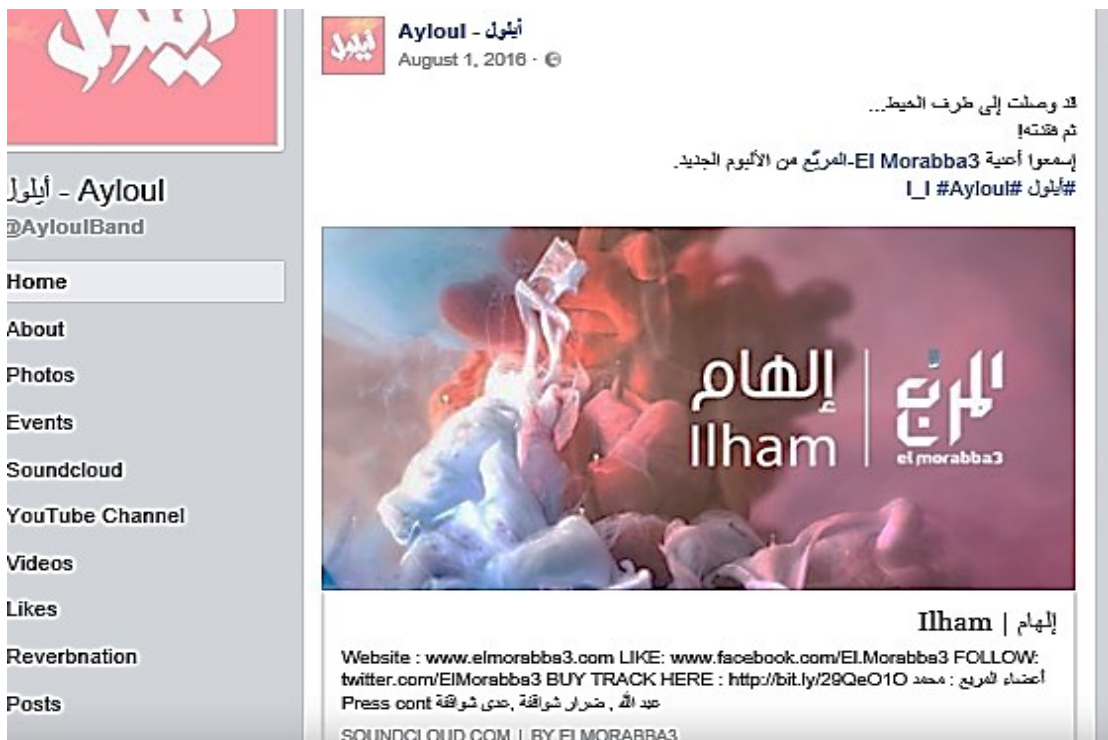 أيلول
أيلول - Ayloul
@AyloulBand
Home
About
Photos
Events
Soundcloud
YouTube Channel
Videos
Likes
Reverbnation
Posts
أيلول
Ayloul - أيلول
August 1, 2016 ·
قد وصلت إلى طرف الخيط...
ثم فقدته!
إسمعوا أغنية El Morabba3-المربّع من الألبوم الجديد.
#أيلول #Ayloul #I_I
إلهام
Ilham
المربّع
el morabba3
إلهام | Ilham
Website : www.elmorabba3.com LIKE: www.facebook.com/El.Morabba3 FOLLOW:
twitter.com/ElMorabba3 BUY TRACK HERE : http://bit.ly/29QeO1O أعضاء المربع : محمد
عبد الله , ضرار شواقفة ,عدي شواقفة Press cont
SOUNDCLOUD.COM | BY ELMORABBA3